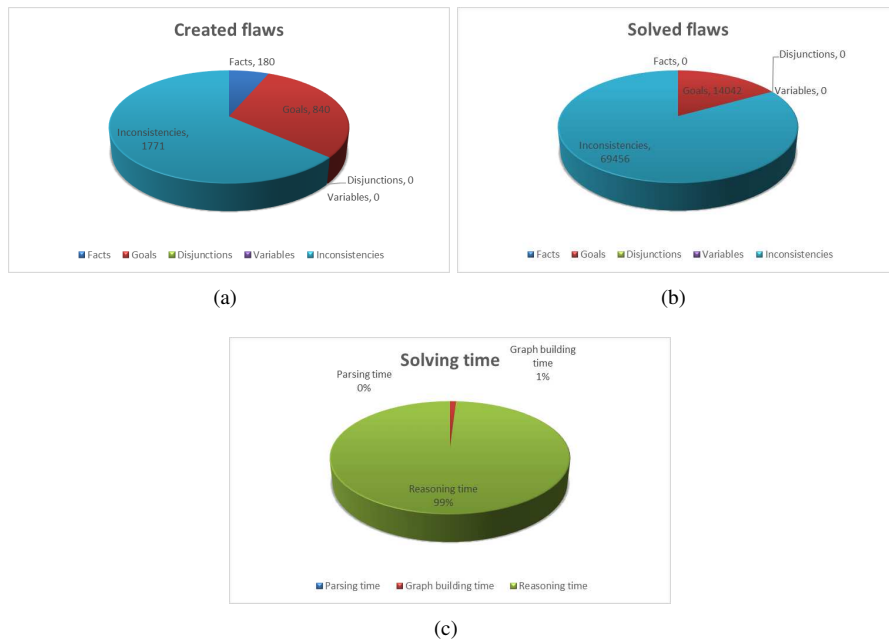 Created flaws
Facts, 180
Goals, 840
Inconsistencies,
1771
Disjunctions, 0
Variables, 0
Facts Goals Disjunctions Variables Inconsistencies
(a)
Solved flaws
Disjunctions, 0
Facts, 0
Goals, 14042
Variables, 0
Inconsistencies,
69456
Facts Goals Disjunctions Variables Inconsistencies
(b)
Solving time
Graph building
time
1%
Parsing time
0%
Reasoning time
99%
Parsing time Graph building time Reasoning time
(c)